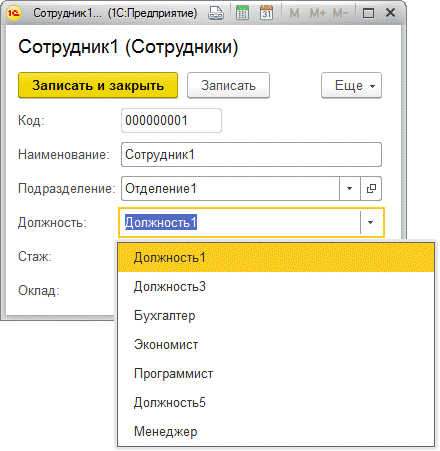 Сотрудник1... (1С:Предприятие)
M M+ M-
Сотрудник1 (Сотрудники)
Записать и закрыть Записать Еще
Код: 000000001
Наименование: Сотрудник1
Подразделение: Отделение1
Должность: Должность1
Стаж:
Оклад:
Должность1
Должность3
Бухгалтер
Экономист
Программист
Должность5
Менеджер